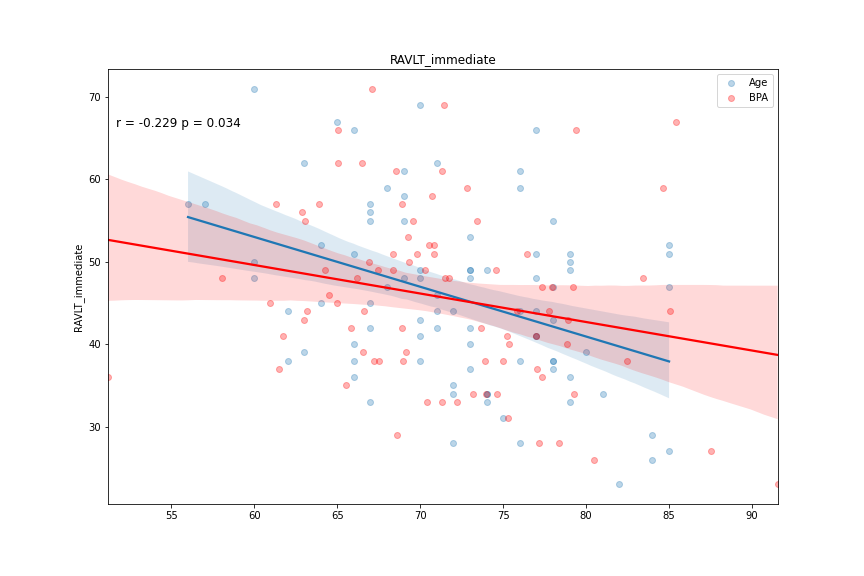 RAVLT_immediate
Age
BPA
r = -0.229 p = 0.034
RAVLT_immediate
70
60
50
40
30
55
60
65
70
75
80
85
90